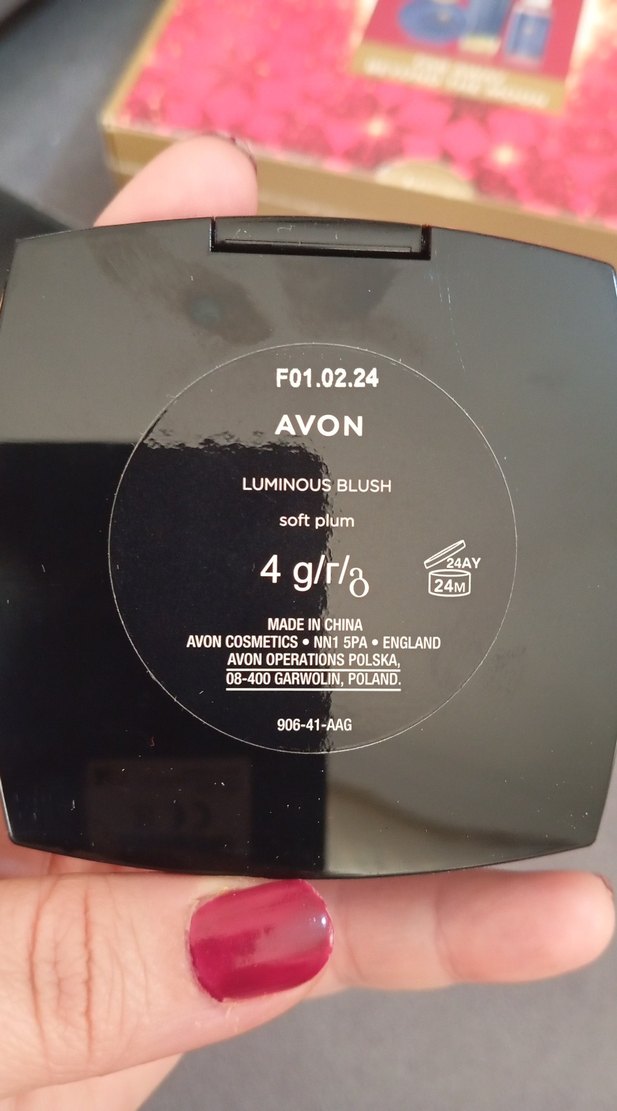 F01.02.24
AVON
LUMINOUS BLUSH
soft plum
4 g/r/გ
24AY
24M
MADE IN CHINA
AVON COSMETICS • NN1 5PA • ENGLAND
AVON OPERATIONS POLSKA,
08-400 GARWOLIN, POLAND.
906-41-AAG